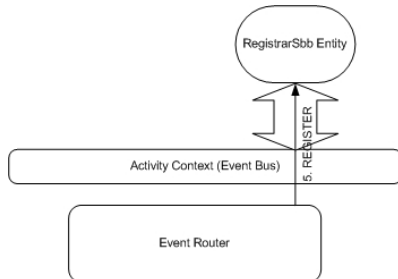 RegistrarSbb Entity
5. REGISTER
Activity Context (Event Bus)
Event Router